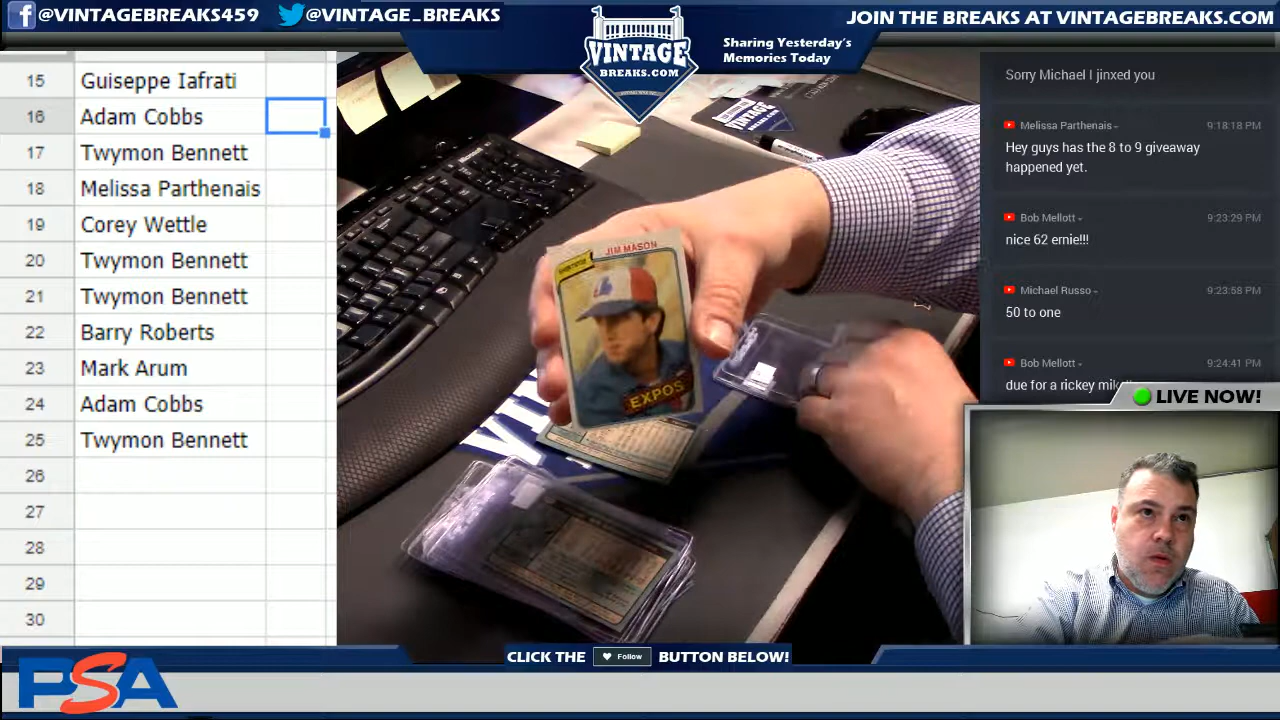 @VINTAGEBREAKS459
@VINTAGE_BREAKS
VINTAGE
BREAKS.COM
Sharing Yesterday's
Memories Today
JOIN THE BREAKS AT VINTAGEBREAKS.COM
15 Guiseppe Iafrati
16 Adam Cobbs
17 Twymon Bennett
18 Melissa Parthenais
19 Corey Wettle
20 Twymon Bennett
21 Twymon Bennett
22 Barry Roberts
23 Mark Arum
24 Adam Cobbs
25 Twymon Bennett
26
27
28
29
30
JIM MASON
EXPOS
VINTAGE
BREAKS.COM
Sorry Michael I jinxed you
Melissa Parthenais 9:18:18 PM
Hey guys has the 8 to 9 giveaway
happened yet.
Bob Mellott 9:23:29 PM
nice 62 ernie!!!
Michael Russo 9:23:58 PM
50 to one
Bob Mellott 9:24:41 PM
due for a rickey
LIVE NOW!
CLICK THE Follow BUTTON BELOW!
PSA